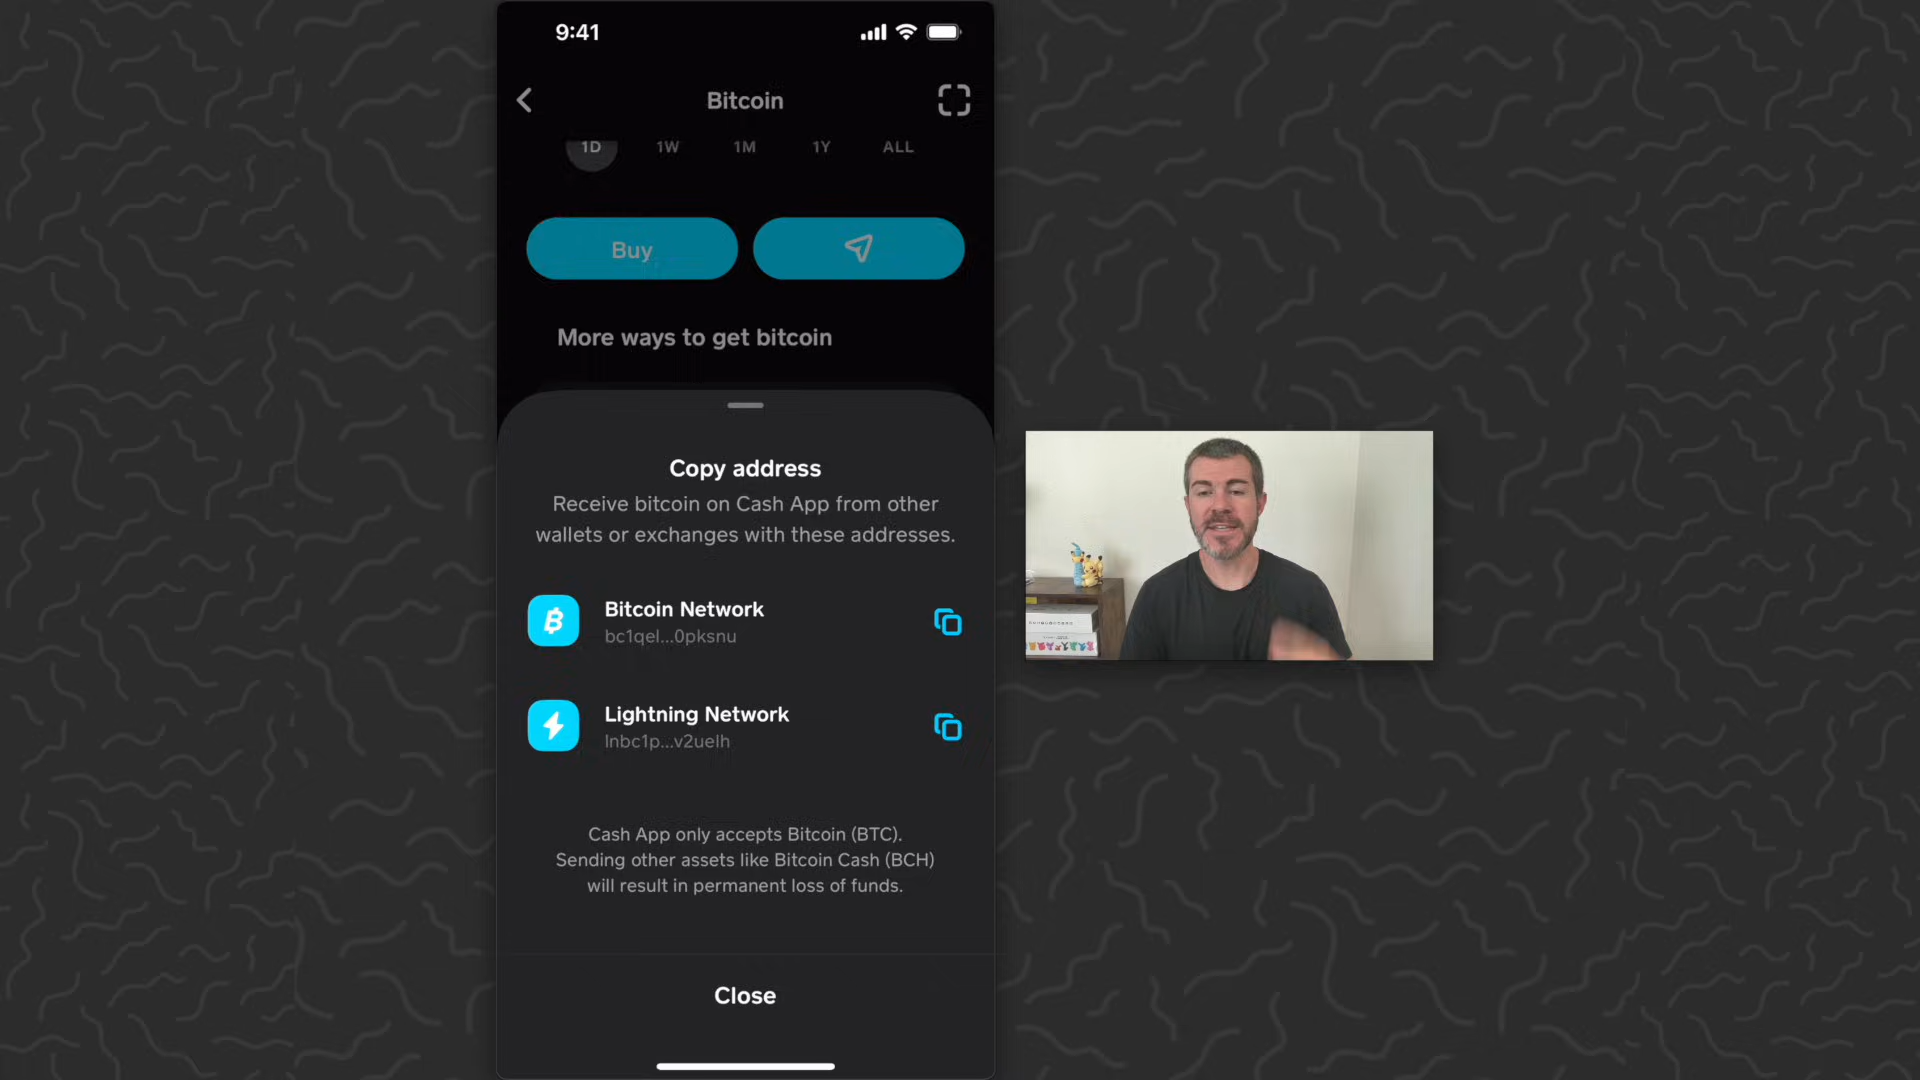 9:41
Bitcoin
1D 1W 1M 1Y ALL
Buy
More ways to get bitcoin
Copy address
Receive bitcoin on Cash App from other
wallets or exchanges with these addresses.
Bitcoin Network
bc1qel...0pksnu
Lightning Network
lnbc1p...v2uelh
Cash App only accepts Bitcoin (BTC).
Sending other assets like Bitcoin Cash (BCH)
will result in permanent loss of funds.
Close